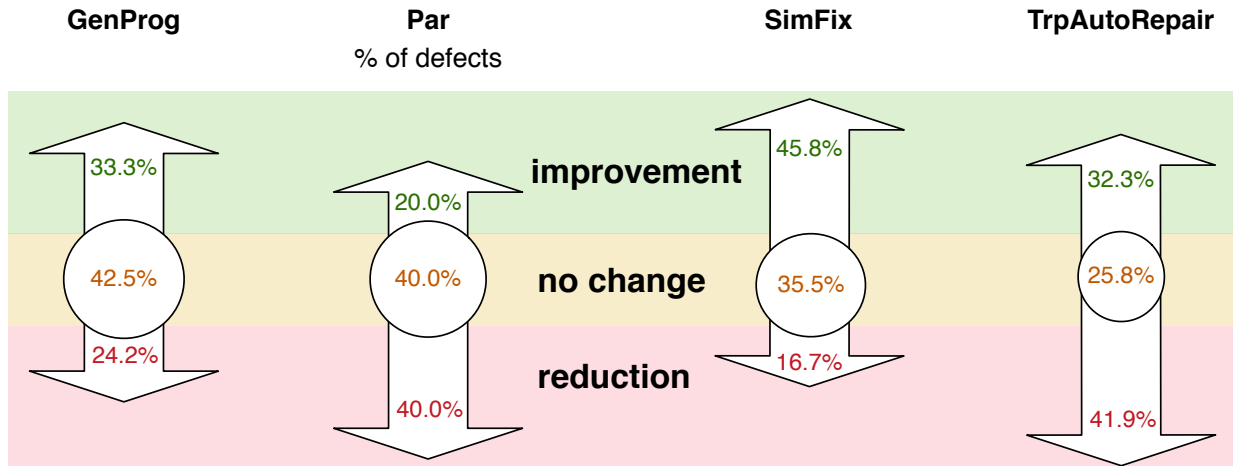 GenProg Par SimFix TrpAutoRepair
% of defects
33.3% 20.0% improvement 45.8% 32.3%
42.5% 40.0% no change 35.5% 25.8%
24.2% 40.0% reduction 16.7% 41.9%